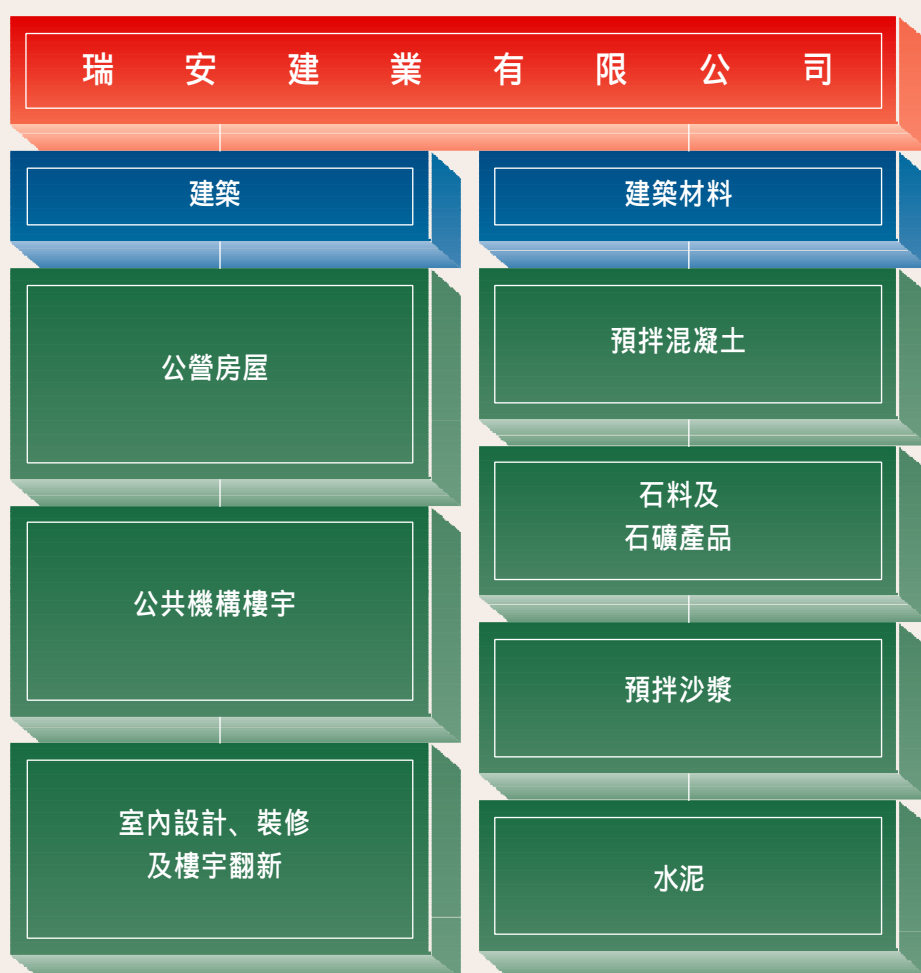 瑞安建業有限公司
建築
公營房屋
公共機構樓宇
室內設計、裝修
及樓宇翻新
建築材料
預拌混凝土
石料及
石礦產品
預拌沙漿
水泥